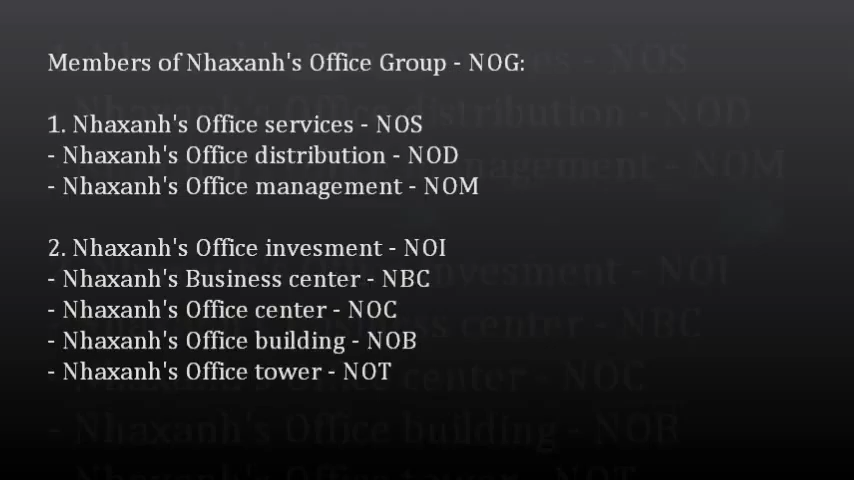 Members of Nhaxanh's Office Group - NOG:
1. Nhaxanh's Office services - NOS
- Nhaxanh's Office distribution - NOD
- Nhaxanh's Office management - NOM
2. Nhaxanh's Office invesment - NOI
- Nhaxanh's Business center - NBC
- Nhaxanh's Office center - NOC
- Nhaxanh's Office building - NOB
- Nhaxanh's Office tower - NOT